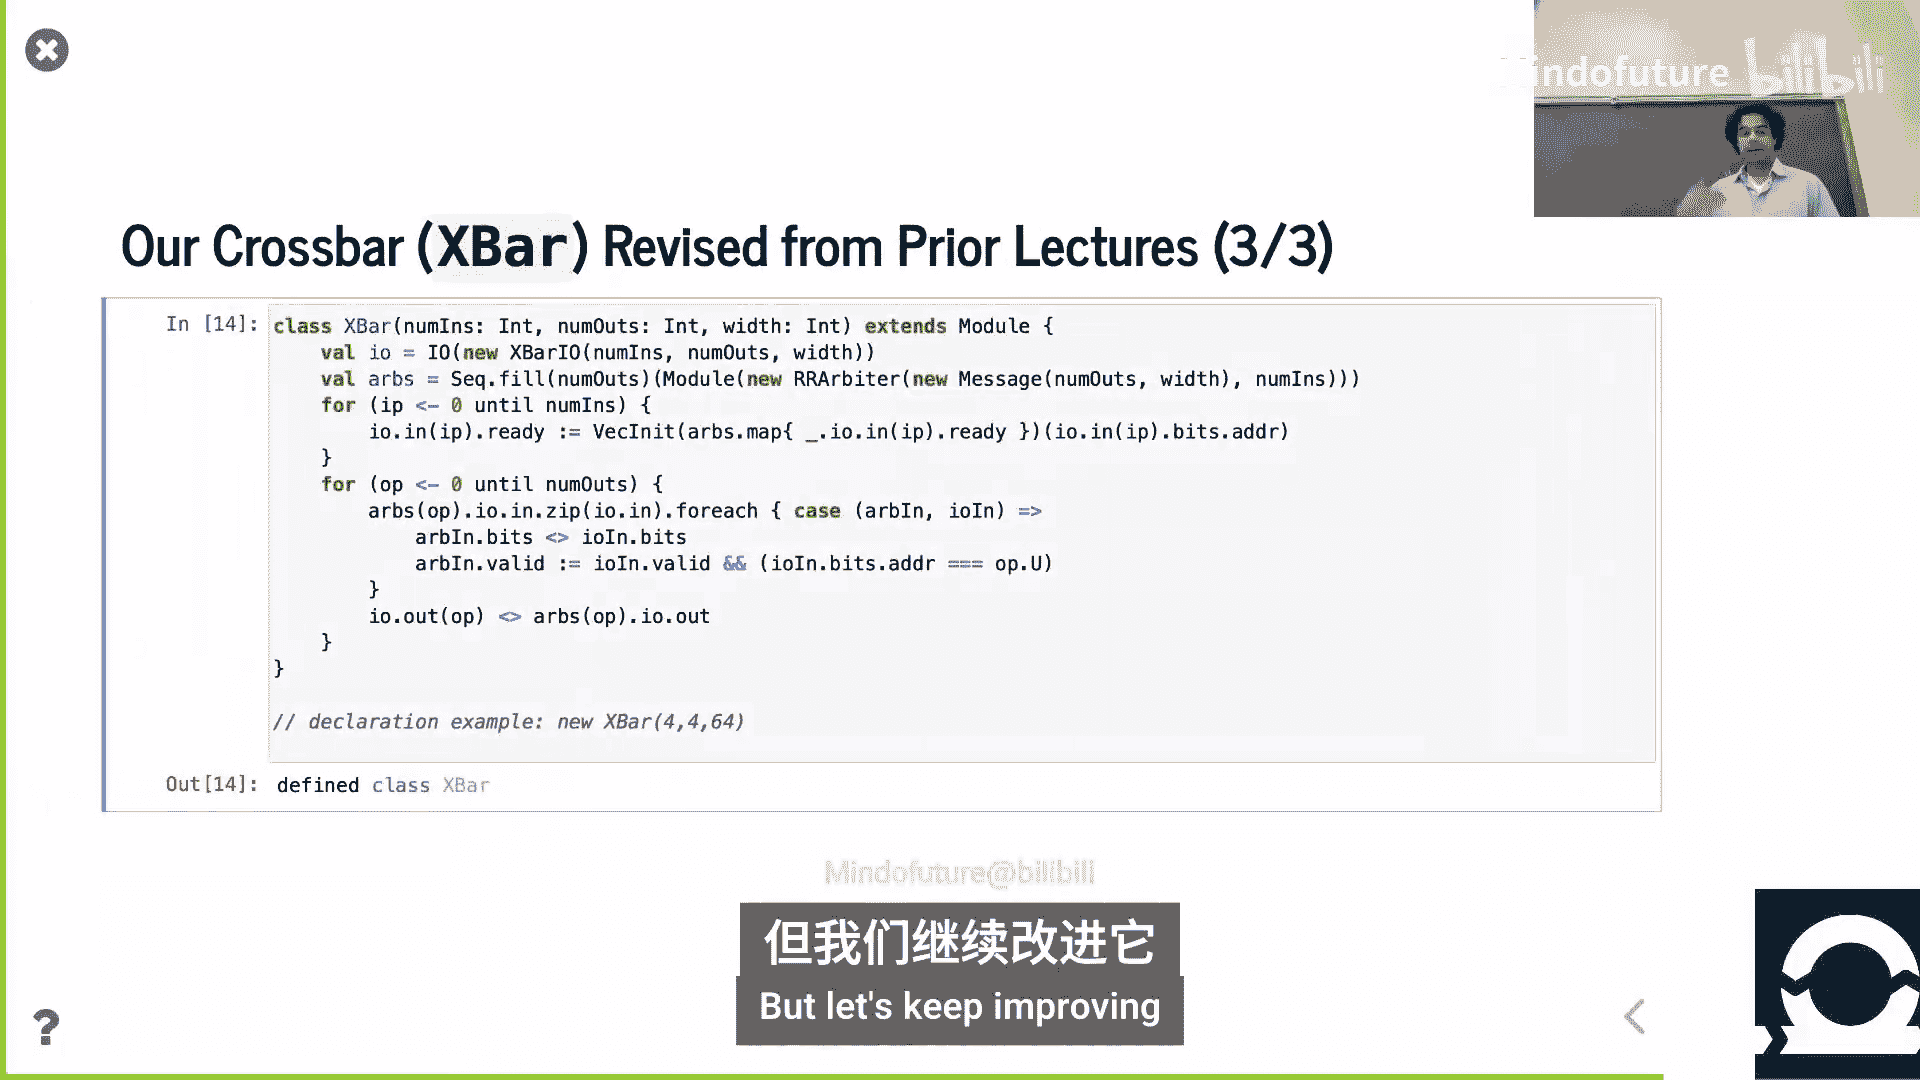 indofuture bilibili
Our Crossbar (XBar) Revised from Prior Lectures (3/3)
In [14]: class XBar(numIns: Int, numOuts: Int, width: Int) extends Module {
val io = IO(new XBarIO(numIns, numOuts, width))
val arbs = Seq.fill(numOuts)(Module(new RRArbiter(new Message(numOuts, width), numIns)))
for (ip <- 0 until numIns) {
io.in(ip).ready := VecInit(arbs.map{ _.io.in(ip).ready })(io.in(ip).bits.addr)
}
for (op <- 0 until numOuts) {
arbs(op).io.in.zip(io.in).foreach { case (arbIn, ioIn) =>
arbIn.bits <> ioIn.bits
arbIn.valid := ioIn.valid && (ioIn.bits.addr === op.U)
}
io.out(op) <> arbs(op).io.out
}
}
// declaration example: new XBar(4,4,64)
Out[14]: defined class XBar
Mindofuture@bilibili
但我们继续改进它
But let's keep improving
?